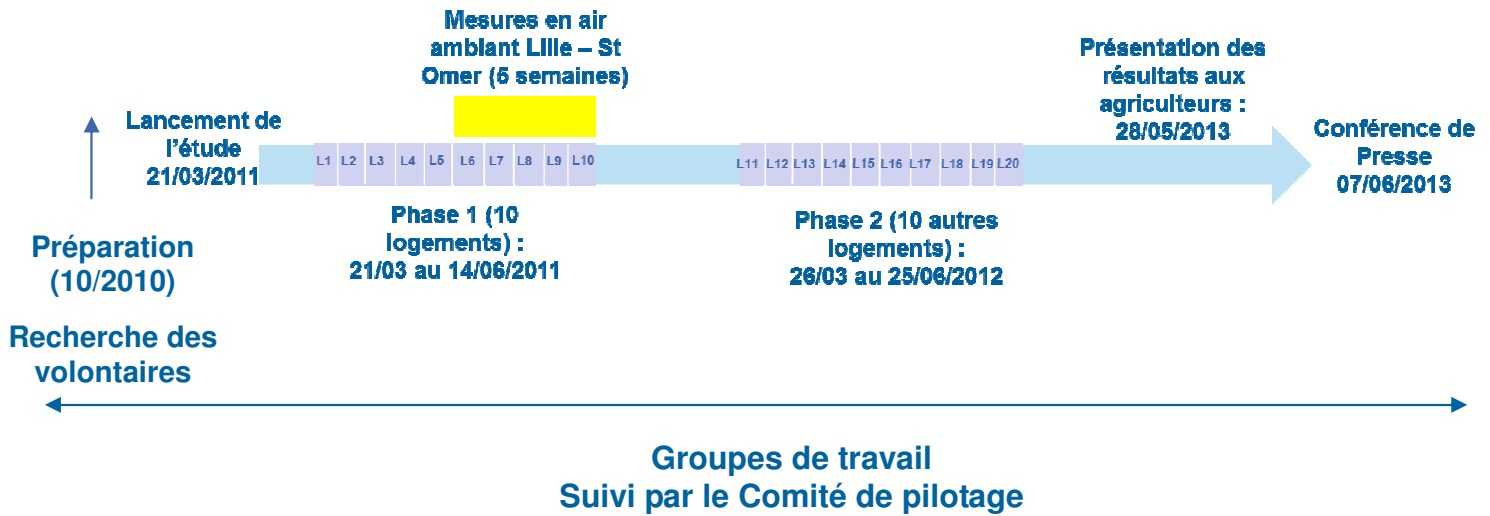 Mesures en air
ambiant Lille – St
Omer (5 semaines)
Présentation des
résultats aux
agriculteurs :
28/05/2013
Lancement de
l'étude
21/03/2011
Conférence de
Presse
07/06/2013
L1 L2 L3 L4 L5 L6 L7 L8 L9 L10
L11 L12 L13 L14 L15 L16 L17 L18 L19 L20
Phase 1 (10
logements) :
21/03 au 14/06/2011
Phase 2 (10 autres
logements) :
26/03 au 25/06/2012
Préparation
(10/2010)
Recherche des
volontaires
Groupes de travail
Suivi par le Comité de pilotage